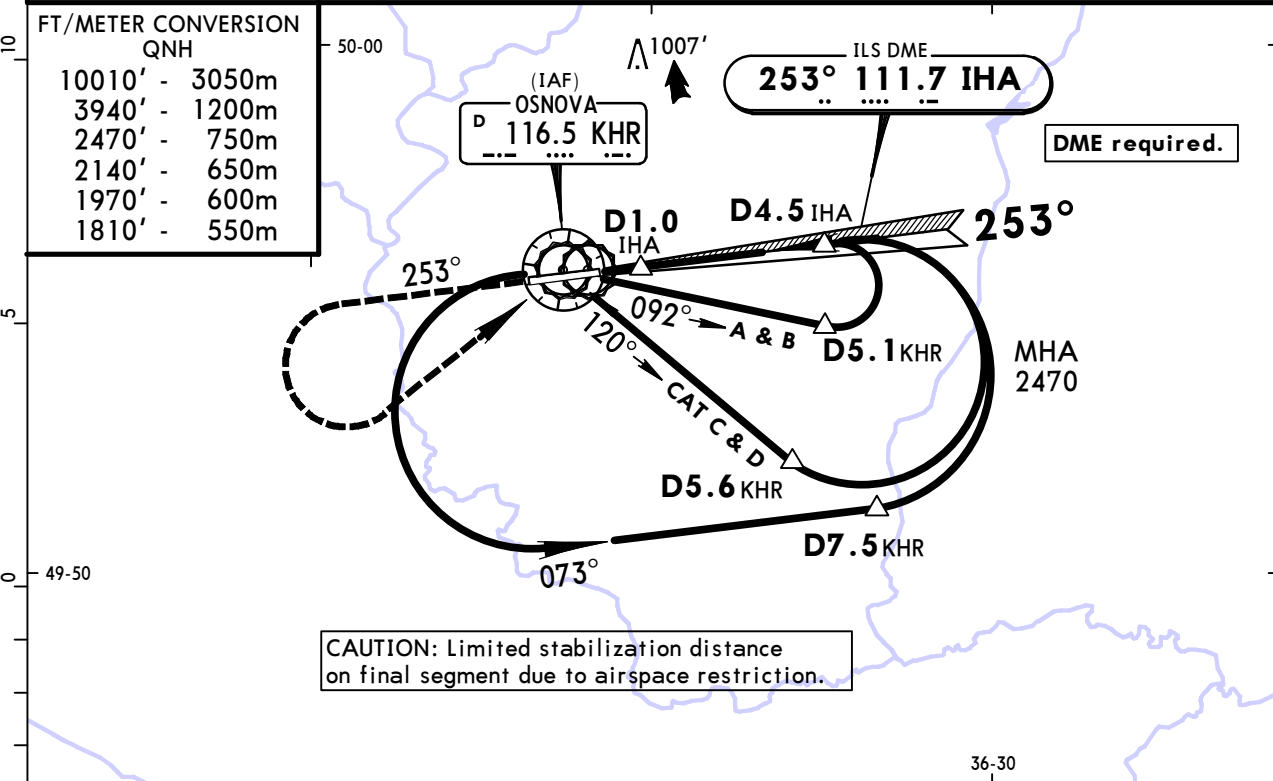 FT/METER CONVERSION
QNH
10010' - 3050m
3940' - 1200m
2470' - 750m
2140' - 650m
1970' - 600m
1810' - 550m
10
5
0
50-00
1007'
(IAF)
OSNOVA
D 116.5 KHR
ILS DME
253° 111.7 IHA
DME required.
D1.0
IHA
D4.5 IHA
253°
253°
092°
A & B
D5.1 KHR
120°
CAT C & D
MHA
2470
D5.6 KHR
D7.5 KHR
073°
49-50
CAUTION: Limited stabilization distance
on final segment due to airspace restriction.
36-30